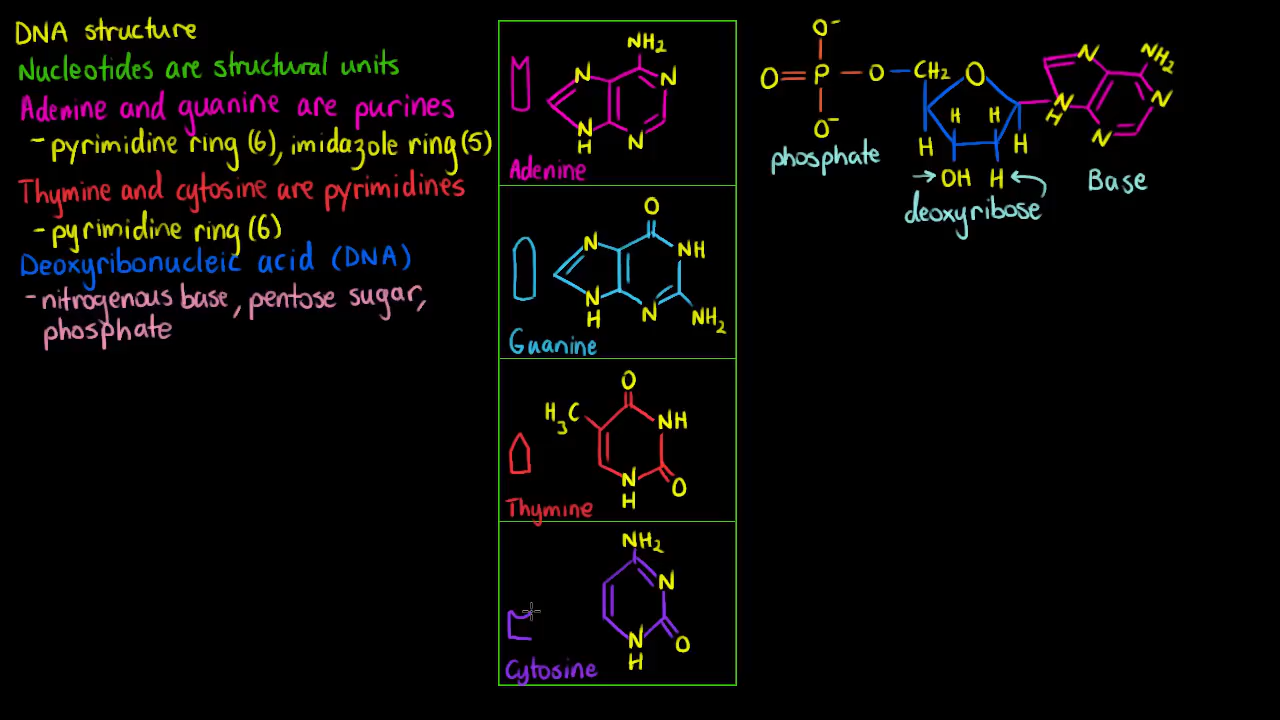 DNA structure
Nucleotides are structural units
Adenine and guanine are purines
- pyrimidine ring (6), imidazole ring (5)
Thymine and cytosine are pyrimidines
- pyrimidine ring (6)
Deoxyribonucleic acid (DNA)
- nitrogenous base, pentose sugar,
phosphate
NH2
N
N
N
H
N
Adenine
O
N
NH
N
H
N
NH2
Guanine
O
H3C
NH
N
H
O
Thymine
NH2
N
N
H
O
Cytosine
O-
O
P
O
CH2
O
O-
H
H
H
H
OH
H
phosphate
deoxyribose
N
NH2
N
N
H
N
Base